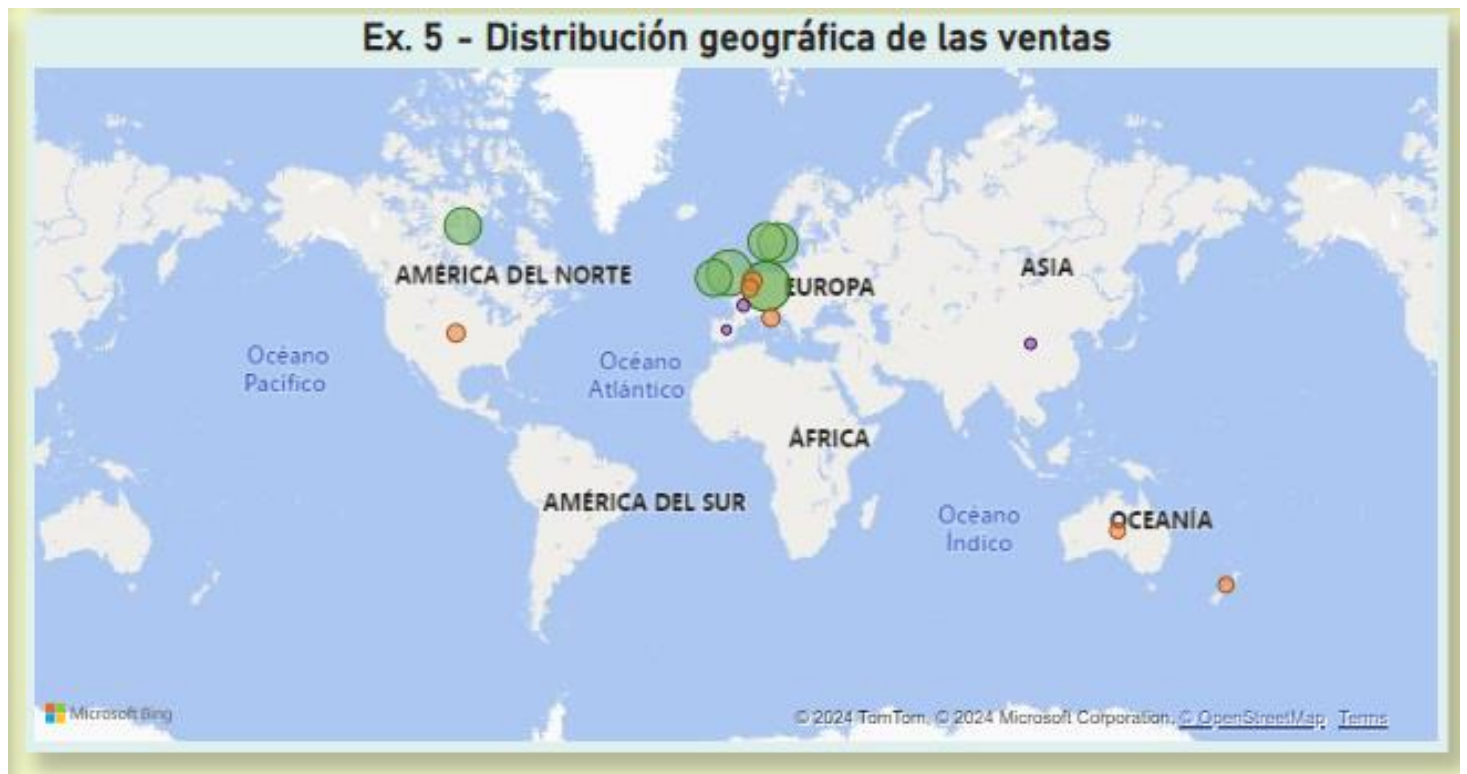 Ex. 5 - Distribución geográfica de las ventas
AMÉRICA DEL NORTE
EUROPA
ASIA
Océano
Pacífico
Océano
Atlántico
ÁFRICA
AMÉRICA DEL SUR
Océano
Índico
OCEANÍA
Microsoft Bing
© 2024 TomTom, © 2024 Microsoft Corporation, © OpenStreetMap Terms